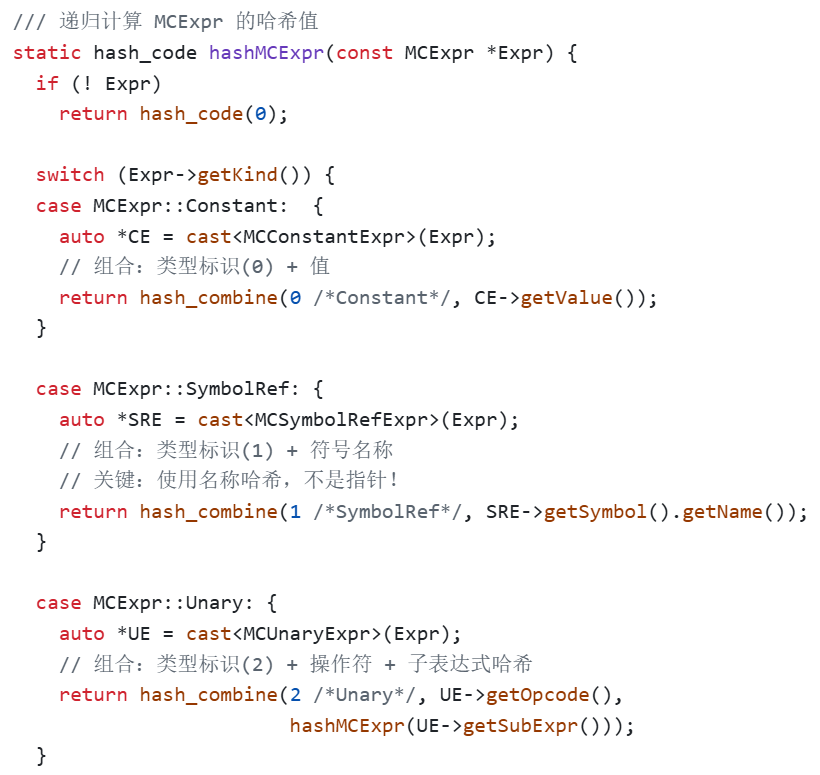 /// 递归计算 MCExpr 的哈希值
static hash_code hashMCExpr(const MCExpr *Expr) {
  if (! Expr)
    return hash_code(0);

  switch (Expr->getKind()) {
  case MCExpr::Constant:  {
    auto *CE = cast<MCConstantExpr>(Expr);
    // 组合：类型标识(0) + 值
    return hash_combine(0 /*Constant*/, CE->getValue());
  }

  case MCExpr::SymbolRef: {
    auto *SRE = cast<MCSymbolRefExpr>(Expr);
    // 组合：类型标识(1) + 符号名称
    // 关键：使用名称哈希，不是指针！
    return hash_combine(1 /*SymbolRef*/, SRE->getSymbol().getName());
  }

  case MCExpr::Unary: {
    auto *UE = cast<MCUnaryExpr>(Expr);
    // 组合：类型标识(2) + 操作符 + 子表达式哈希
    return hash_combine(2 /*Unary*/, UE->getOpcode(),
                        hashMCExpr(UE->getSubExpr()));
  }